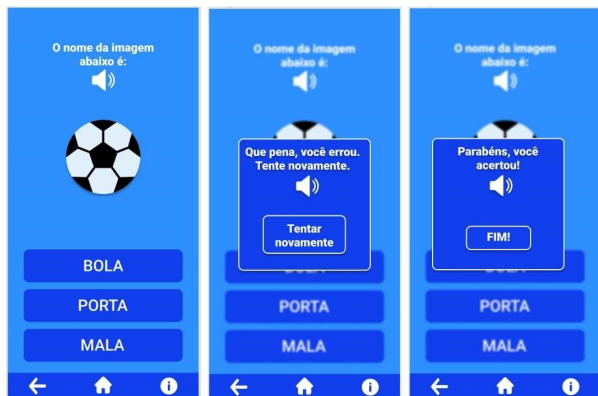 O nome da imagem
abaixo é:
BOLA
PORTA
MALA
O nome da imagem
abaixo é:
Que pena, você errou.
Tente novamente.
Tentar
novamente
PORTA
MALA
O nome da imagem
abaixo é:
Parabéns, você
acertou!
FIM!
PORTA
MALA